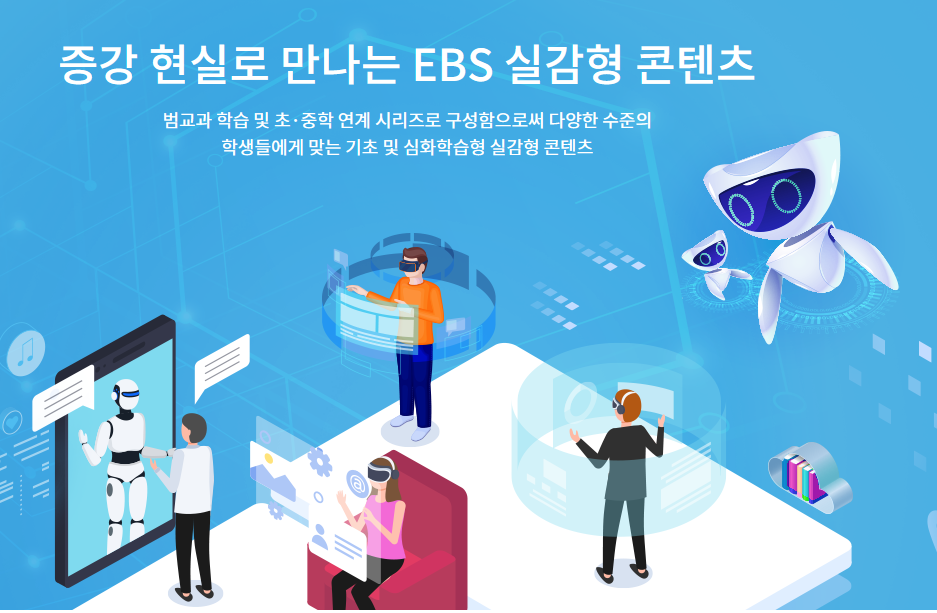 증강 현실로 만나는 EBS 실감형 콘텐츠
범교과 학습 및 초·중학 연계 시리즈로 구성함으로써 다양한 수준의
학생들에게 맞는 기초 및 심화학습형 실감형 콘텐츠
@